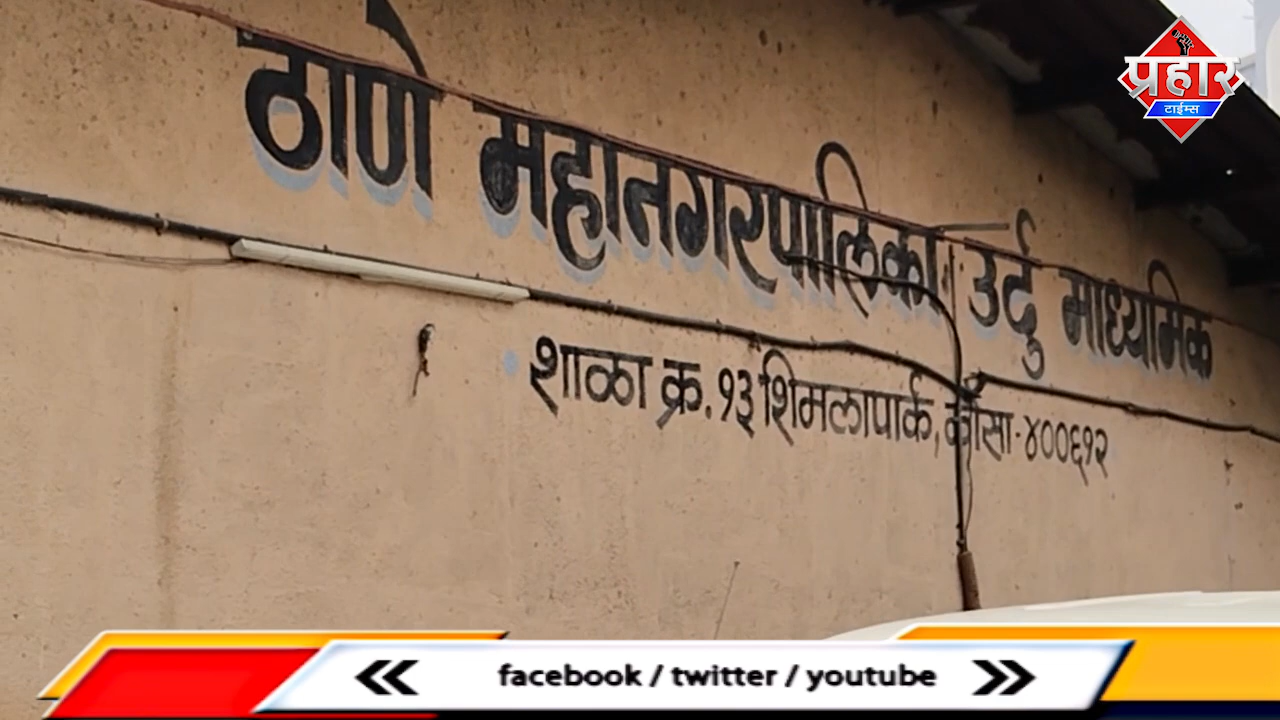 प्रहार
टाईम्स
ठाणे महानगरपालिका उर्दु माध्यमिक
शाळा क्र. १३ शिमलापार्क, कौसा - ४००६१२
facebook / twitter / youtube